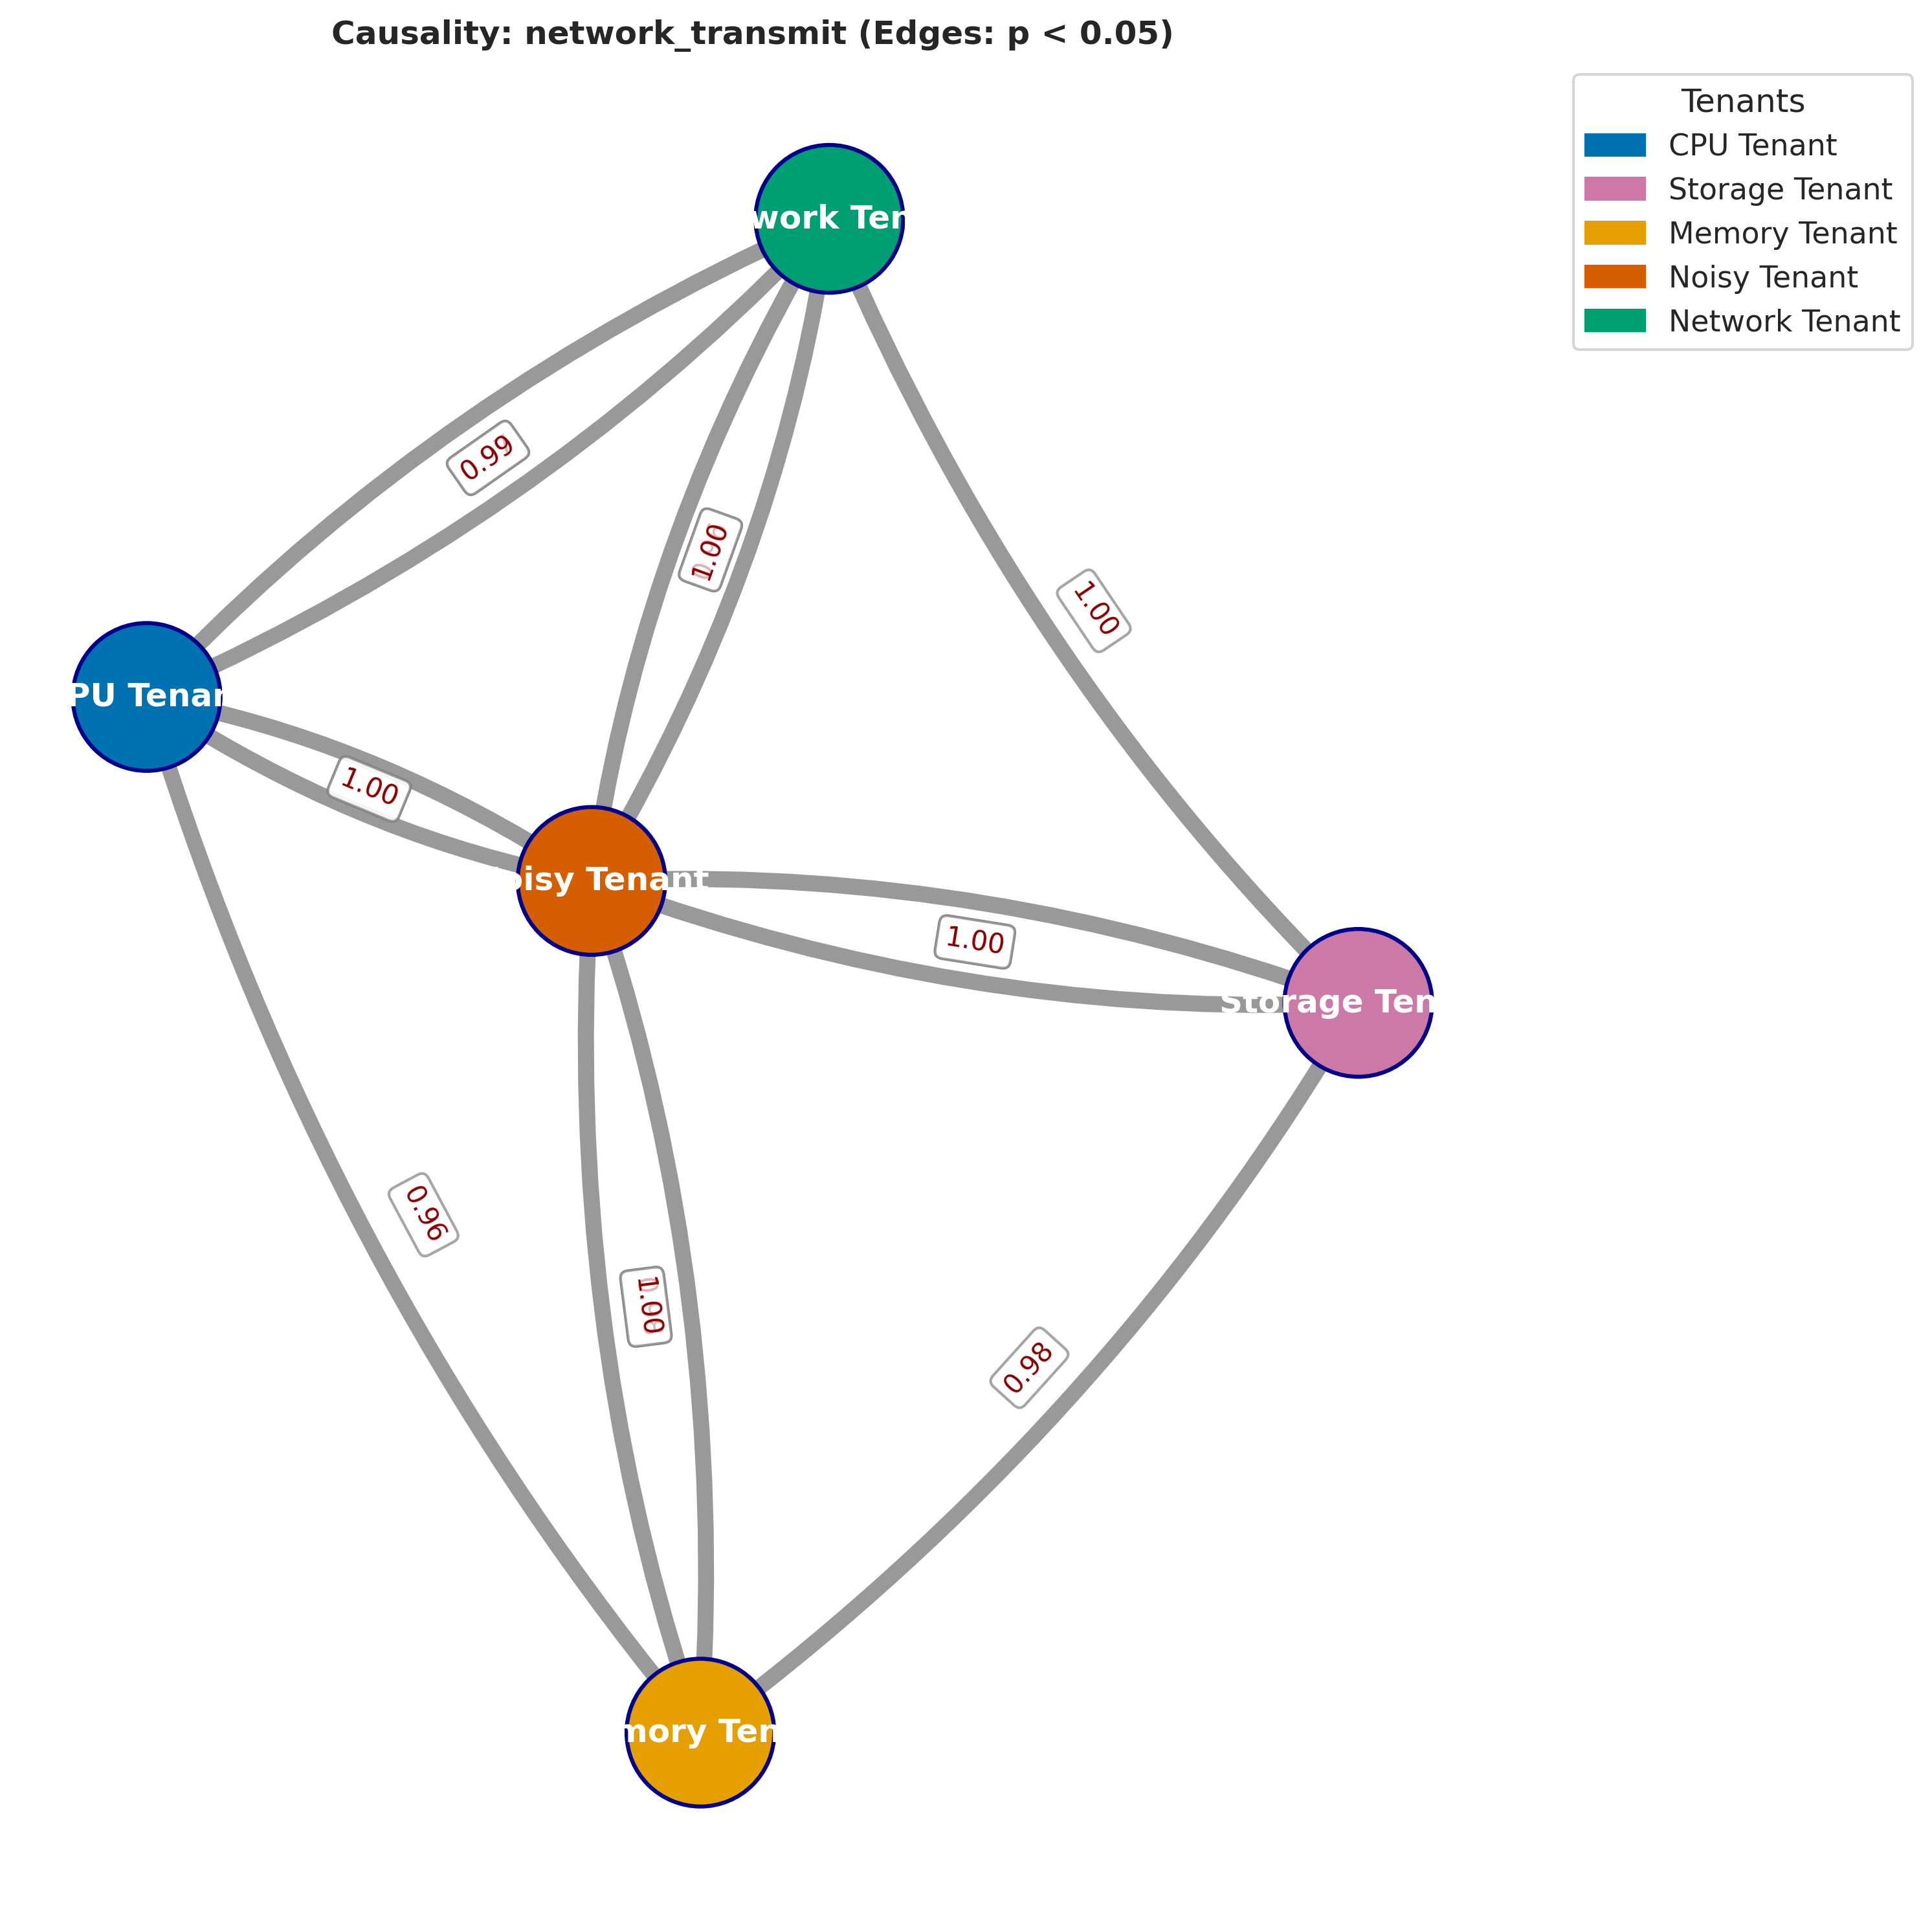 Causality: network_transmit (Edges: p < 0.05)
Tenants
CPU Tenant
Storage Tenant
Memory Tenant
Noisy Tenant
Network Tenant
work Ten
0.99
1.00
1.00
PU Tenan
1.00
oisy Tenant
1.00
Storage Ten
0.96
1.00
0.98
mory Ten